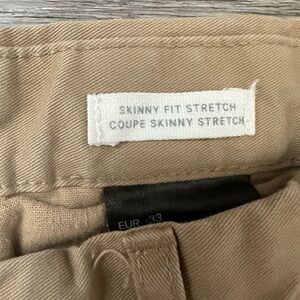 SKINNY FIT STRETCH
COUPE SKINNY STRETCH
EUR 33